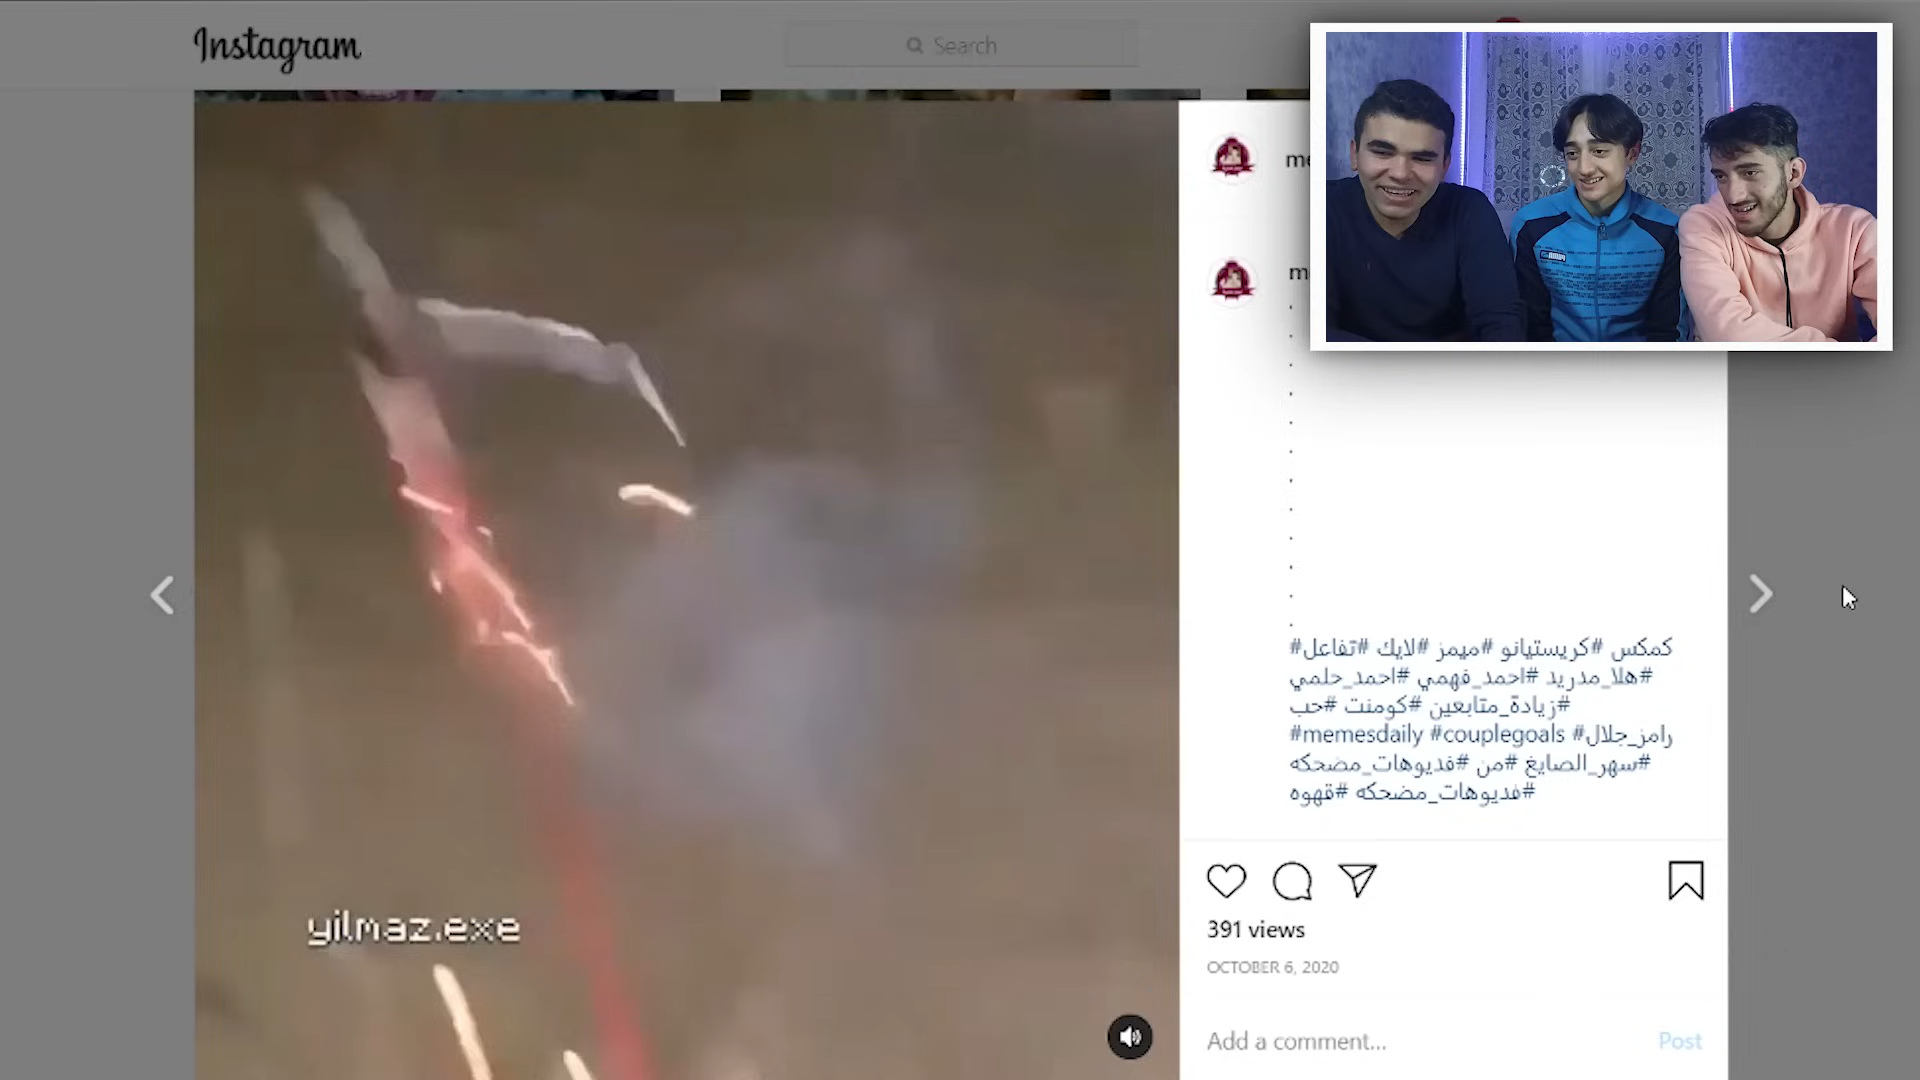 Instagram
Search
me
m
#كمكس #كريستيانو #ميمز #لايك #تفاعل
#هلا_مدريد #احمد_فهمي #احمد_حلمي
#زيادة_متابعين #كومنت #حب
#memesdaily #couplegoals #رامز_جلال
#سهر_الصايغ #من #فديوهات_مضحكه
#فديوهات_مضحكه #قهوه
yilmaz.exe
391 views
OCTOBER 6, 2020
Add a comment...
Post